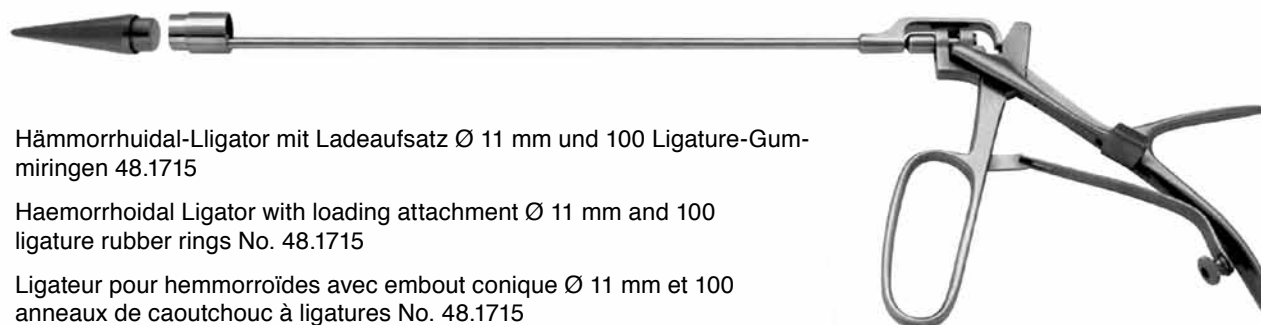 Hämmorrhuidal-Lligator mit Ladeaufsatz Ø 11 mm und 100 Ligature-Gum-
miringen 48.1715
Haemorrhoidal Ligator with loading attachment Ø 11 mm and 100
ligature rubber rings No. 48.1715
Ligateur pour hemmorroïdes avec embout conique Ø 11 mm et 100
anneaux de caoutchouc à ligatures No. 48.1715